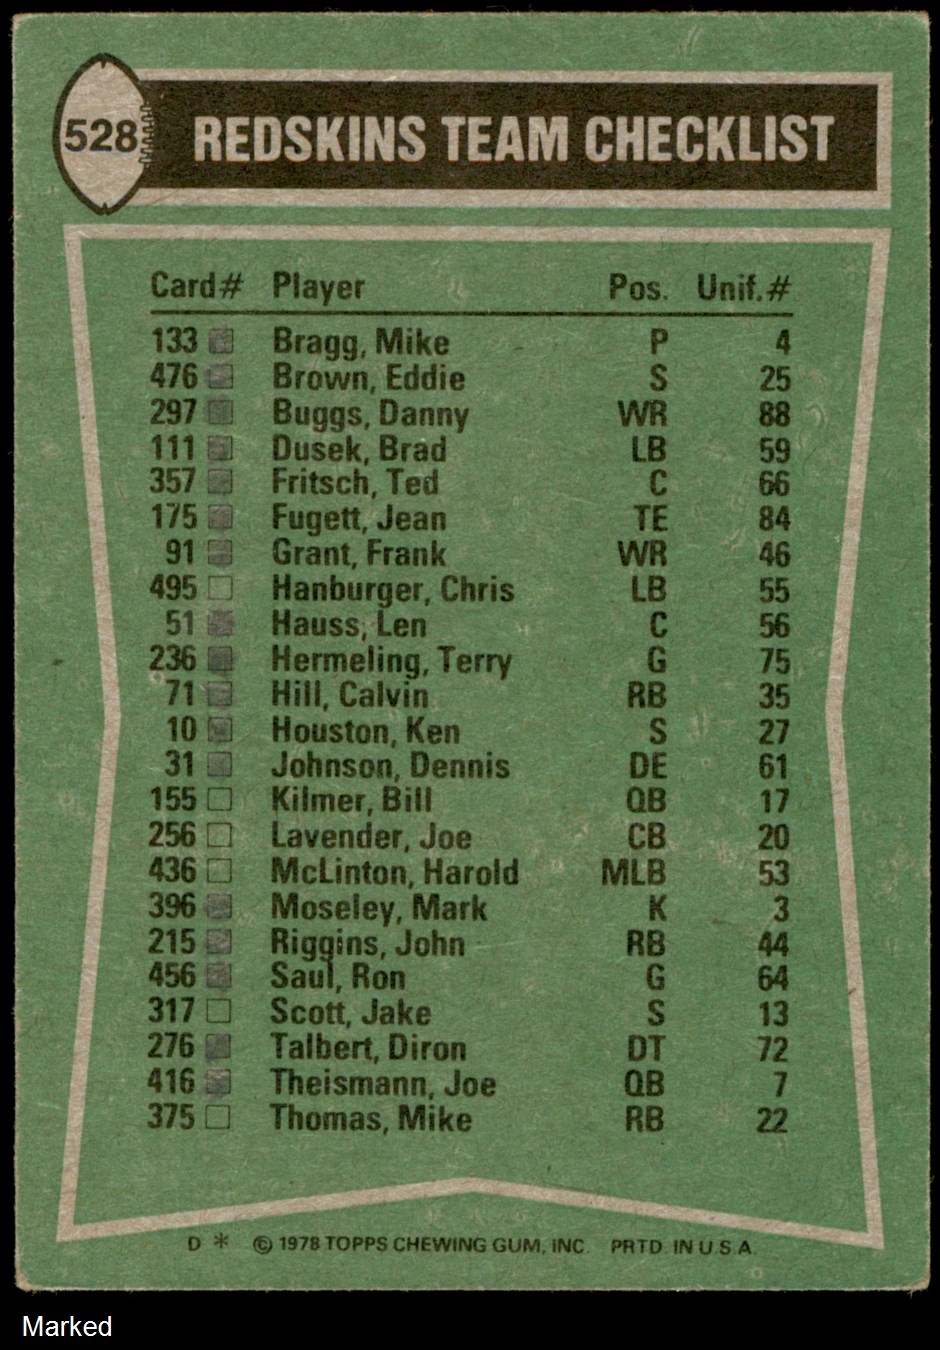 528
REDSKINS TEAM CHECKLIST
Card# Player Pos. Unif.#
133 Bragg, Mike P 4
476 Brown, Eddie S 25
297 Buggs, Danny WR 88
111 Dusek, Brad LB 59
357 Fritsch, Ted C 66
175 Fugett, Jean TE 84
91 Grant, Frank WR 46
495 Hanburger, Chris LB 55
51 Hauss, Len C 56
236 Hermeling, Terry G 75
71 Hill, Calvin RB 35
10 Houston, Ken S 27
31 Johnson, Dennis DE 61
155 Kilmer, Bill QB 17
256 Lavender, Joe CB 20
436 McLinton, Harold MLB 53
396 Moseley, Mark K 3
215 Riggins, John RB 44
456 Saul, Ron G 64
317 Scott, Jake S 13
276 Talbert, Diron DT 72
416 Theismann, Joe QB 7
375 Thomas, Mike RB 22
D * © 1978 TOPPS CHEWING GUM, INC. PRTD. IN U.S.A.
Marked